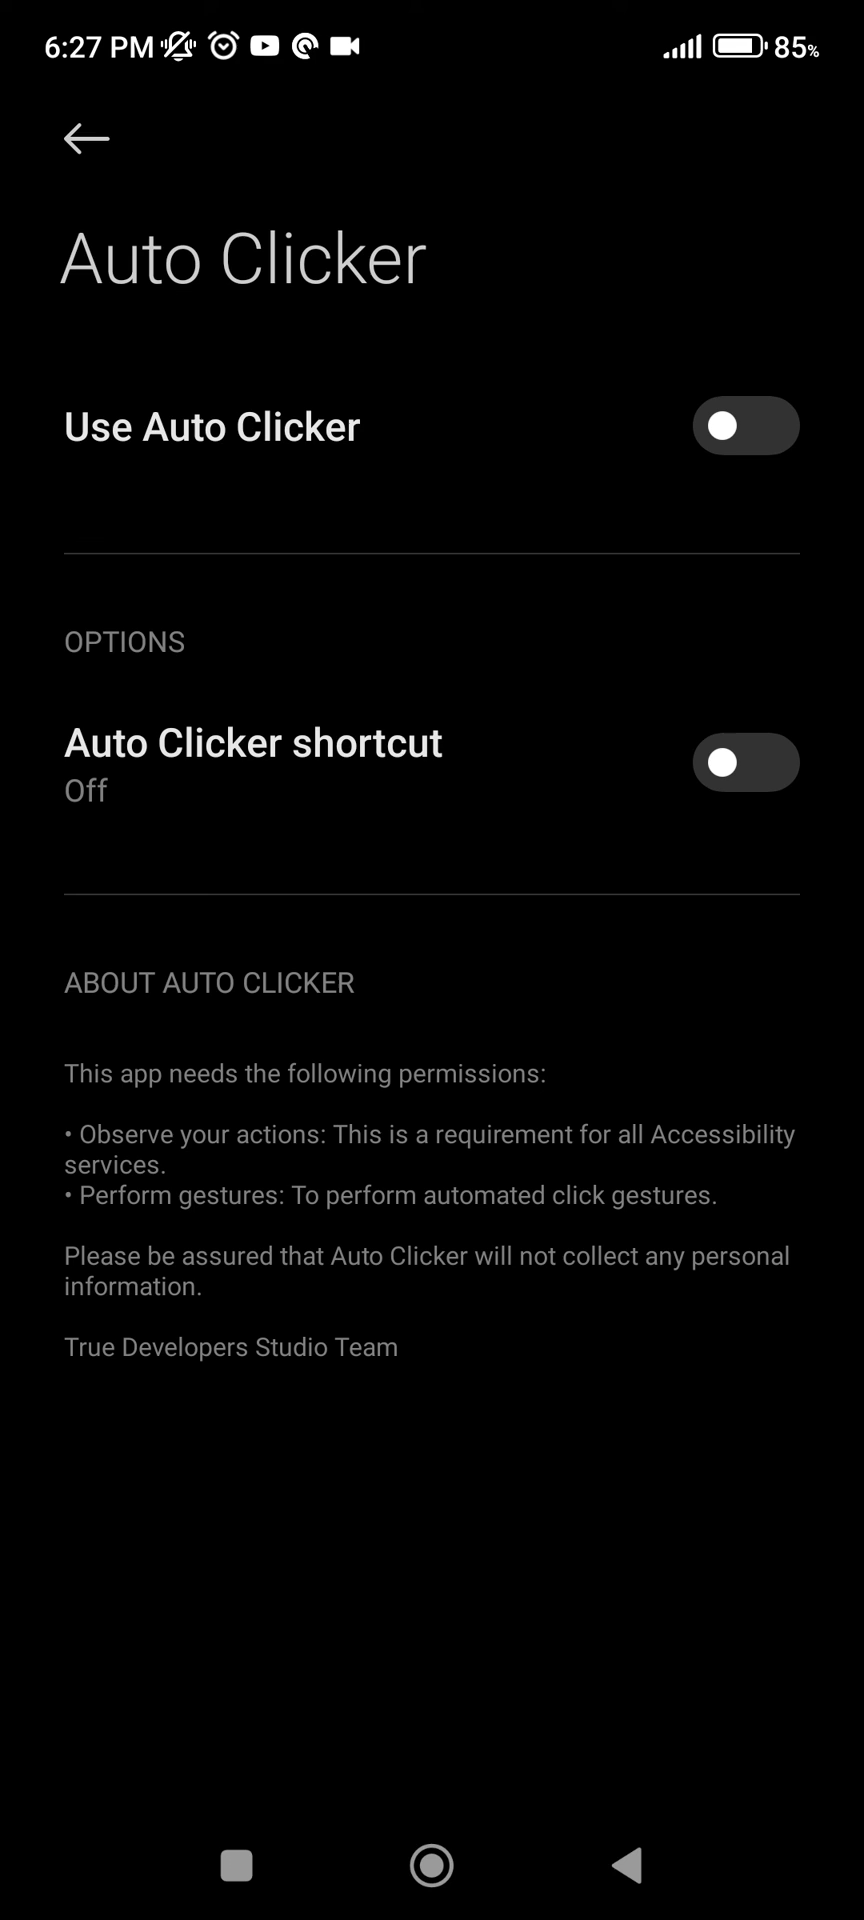 6:27 PM 85%
Auto Clicker
Use Auto Clicker
OPTIONS
Auto Clicker shortcut
Off
ABOUT AUTO CLICKER
This app needs the following permissions:
• Observe your actions: This is a requirement for all Accessibility
services.
• Perform gestures: To perform automated click gestures.
Please be assured that Auto Clicker will not collect any personal
information.
True Developers Studio Team